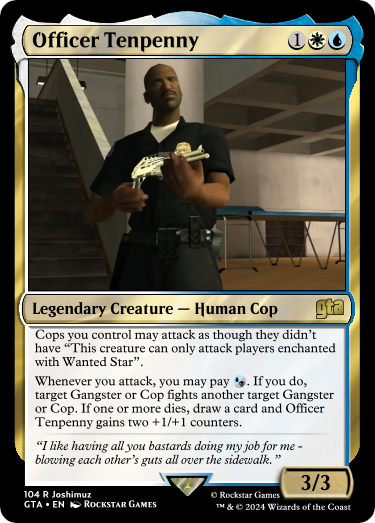 Officer Tenpenny 1
Legendary Creature — Human Cop gta
Cops you control may attack as though they didn't
have “This creature can only attack players enchanted
with Wanted Star”.
Whenever you attack, you may pay . If you do,
target Gangster or Cop fights another target Gangster
or Cop. If one or more dies, draw a card and Officer
Tenpenny gains two +1/+1 counters.
“I like having all you bastards doing my job for me -
blowing each other's guts all over the sidewalk.”
3/3
104 R Joshimuz © Rockstar Games
GTA • EN Rockstar Games ™ & © 2024 Wizards of the Coast